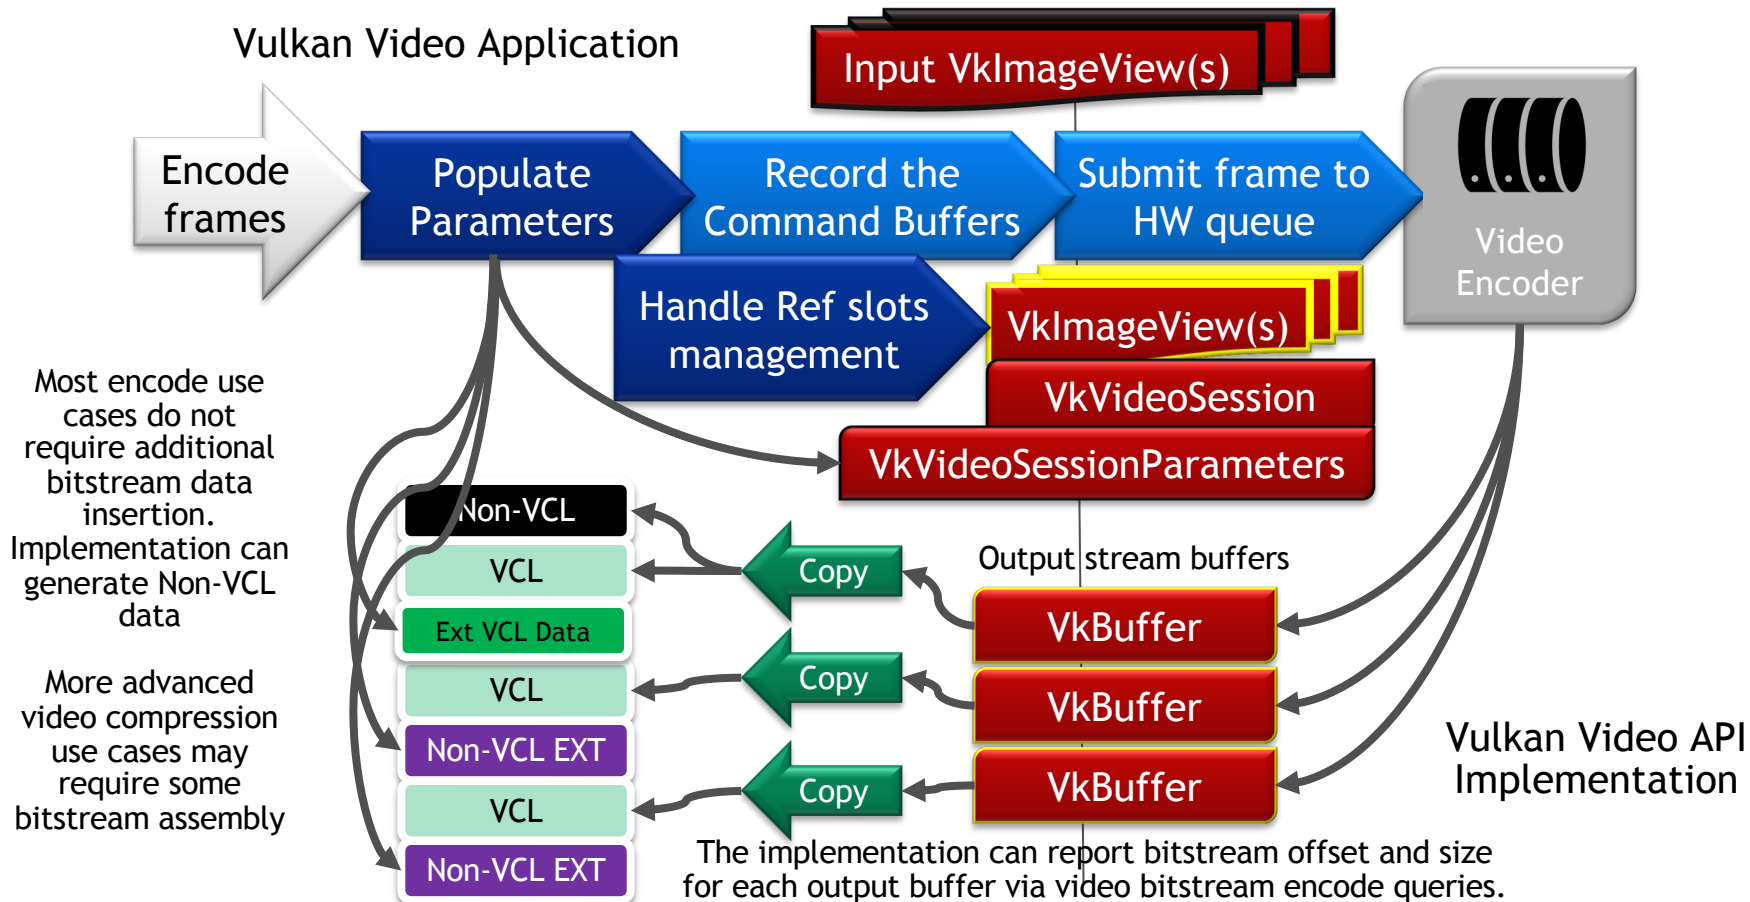 Vulkan Video Application
Input VkImageView(s)
Encode
frames
Populate
Parameters
Record the
Command Buffers
Submit frame to
HW queue
Video
Encoder
Handle Ref slots
management
VkImageView(s)
VkVideoSession
VkVideoSessionParameters
Most encode use
cases do not
require additional
bitstream data
insertion.
Implementation can
generate Non-VCL
data
More advanced
video compression
use cases may
require some
bitstream assembly
Non-VCL
VCL
Ext VCL Data
VCL
Non-VCL EXT
VCL
Non-VCL EXT
Copy
Copy
Copy
Output stream buffers
VkBuffer
VkBuffer
VkBuffer
Vulkan Video API
Implementation
The implementation can report bitstream offset and size
for each output buffer via video bitstream encode queries.